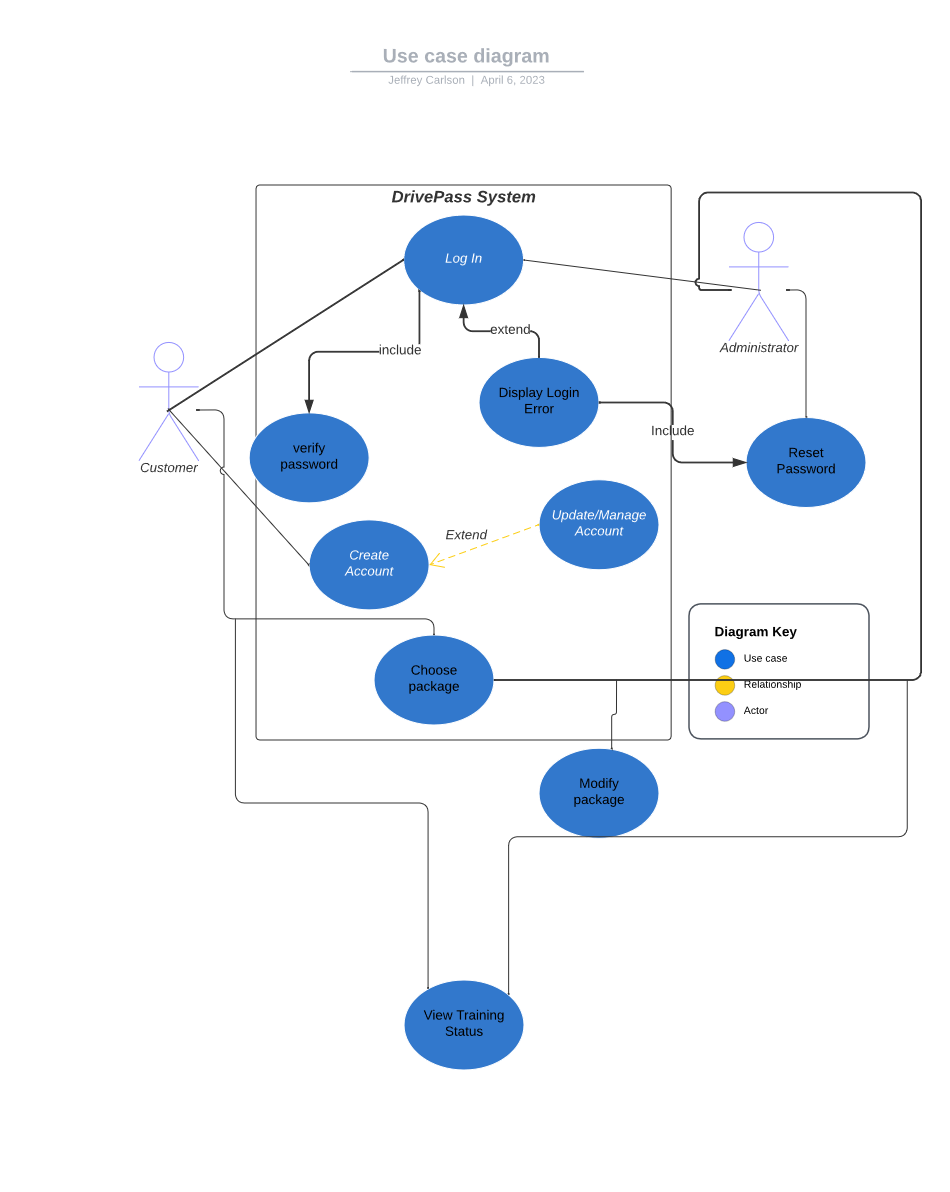 Use case diagram
Jeffrey Carlson | April 6, 2023
DrivePass System
Log In
extend
include
Administrator
Display Login
Error
Include
Customer
verify
password
Reset
Password
Update/Manage
Account
Extend
Create
Account
Diagram Key
Use case
Relationship
Actor
Choose
package
Modify
package
View Training
Status